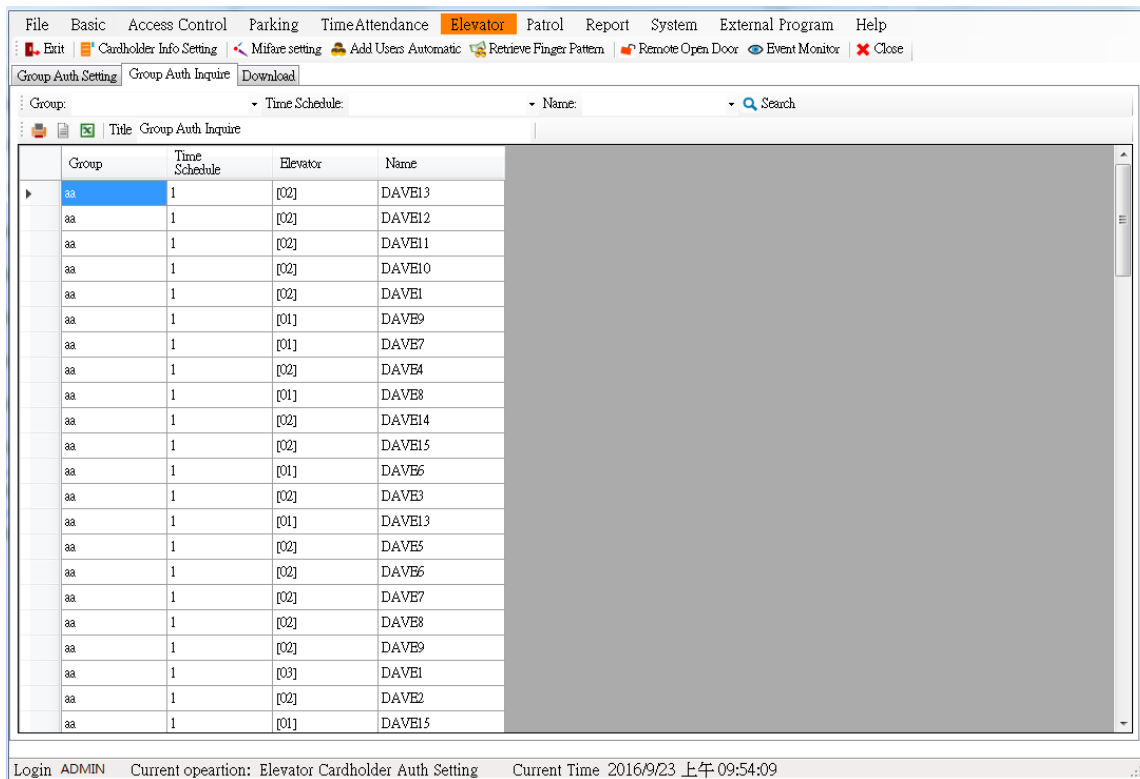 File Basic Access Control Parking TimeAttendance Elevator Patrol Report System External Program Help
Exit Cardholder Info Setting Mifare setting Add Users Automatic Retrieve Finger Pattern Remote Open Door Event Monitor Close
Group Auth Setting Group Auth Inquire Download
Group: Time Schedule: Name: Search
Title Group Auth Inquire
Group Time Schedule Elevator Name
aa 1 [02] DAVE13
aa 1 [02] DAVE12
aa 1 [02] DAVE11
aa 1 [02] DAVE10
aa 1 [02] DAVE1
aa 1 [01] DAVE9
aa 1 [01] DAVE7
aa 1 [02] DAVE4
aa 1 [01] DAVE8
aa 1 [02] DAVE14
aa 1 [02] DAVE15
aa 1 [01] DAVE6
aa 1 [02] DAVE3
aa 1 [01] DAVE13
aa 1 [02] DAVE5
aa 1 [02] DAVE6
aa 1 [02] DAVE7
aa 1 [02] DAVE8
aa 1 [02] DAVE9
aa 1 [03] DAVE1
aa 1 [02] DAVE2
aa 1 [01] DAVE15
Login ADMIN Current opeartion: Elevator Cardholder Auth Setting Current Time 2016/9/23 上午 09:54:09